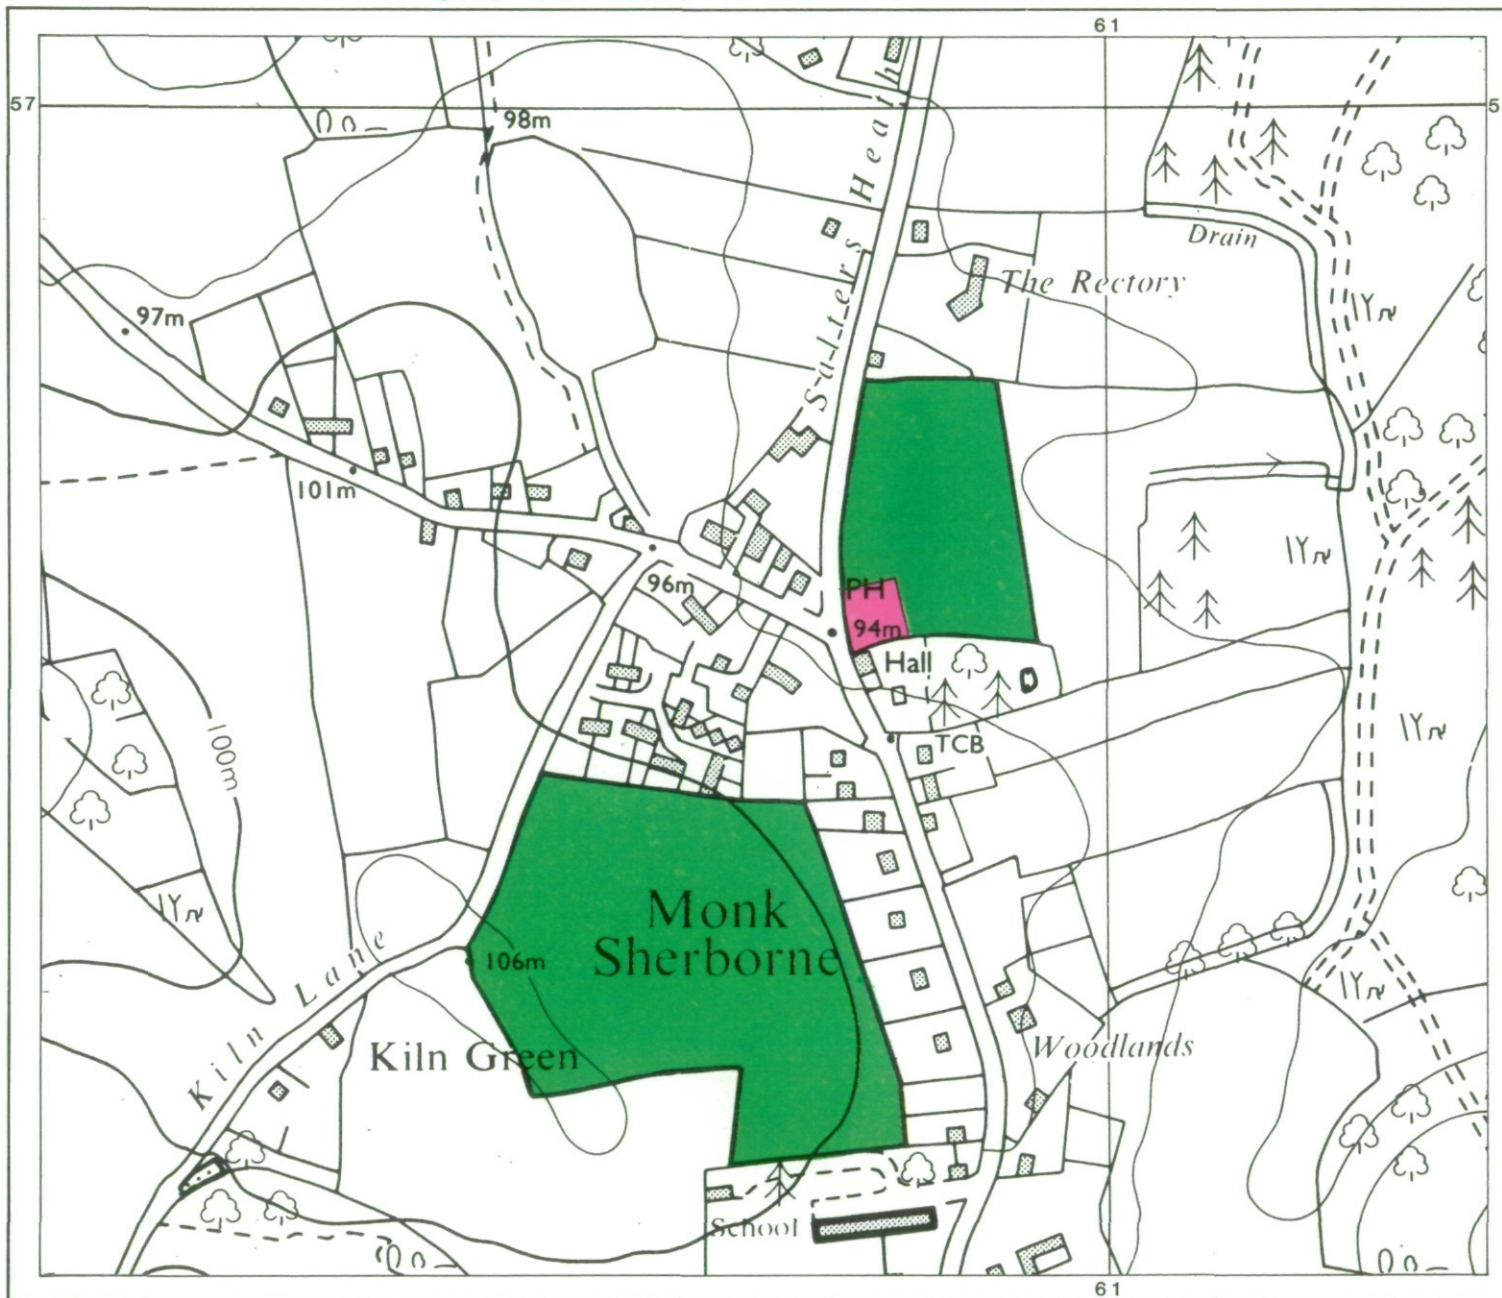 61
57
5
98m
Salters Heath
Drain
The Rectory
97m
101m
96m
PH
94m
Hall
TCB
100m
Monk
Sherborne
106m
Kiln Lane
Kiln Green
Woodlands
School
61